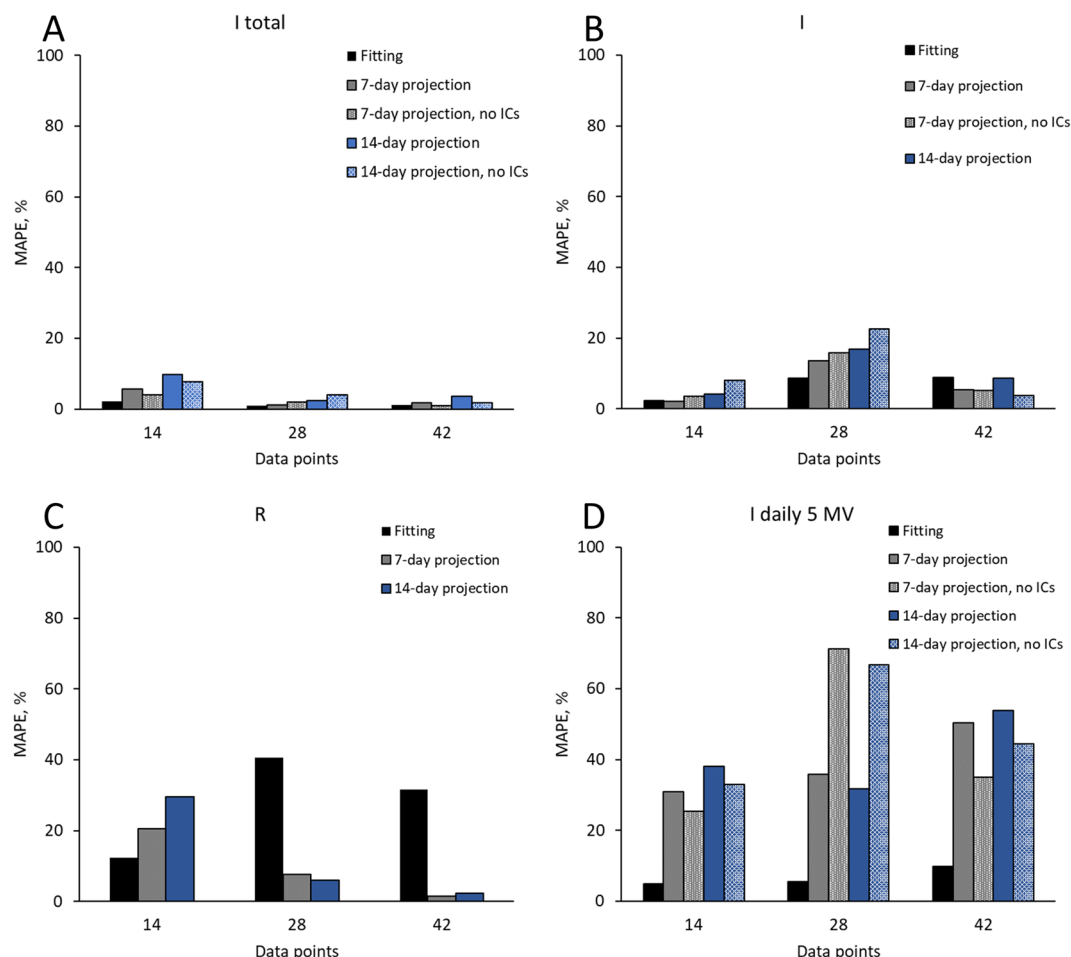 A
I total
MAPE, %
100
80
60
40
20
0
Fitting
7-day projection
7-day projection, no ICs
14-day projection
14-day projection, no ICs
14
28
42
Data points
B
I
MAPE, %
100
80
60
40
20
0
Fitting
7-day projection
7-day projection, no ICs
14-day projection
14
28
42
Data points
C
R
MAPE, %
100
80
60
40
20
0
Fitting
7-day projection
14-day projection
14
28
42
Data points
D
I daily 5 MV
MAPE, %
100
80
60
40
20
0
Fitting
7-day projection
7-day projection, no ICs
14-day projection
14-day projection, no ICs
14
28
42
Data points